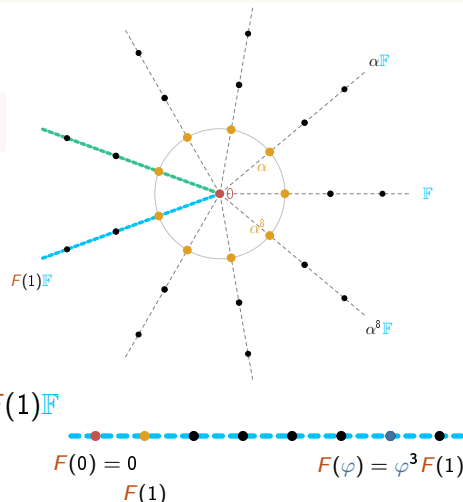 α𝔽
α
0
𝔽
α⁸
F(1)𝔽
α⁸𝔽
F(1)𝔽
F(0) = 0
F(φ) = φ³F(1)
F(1)